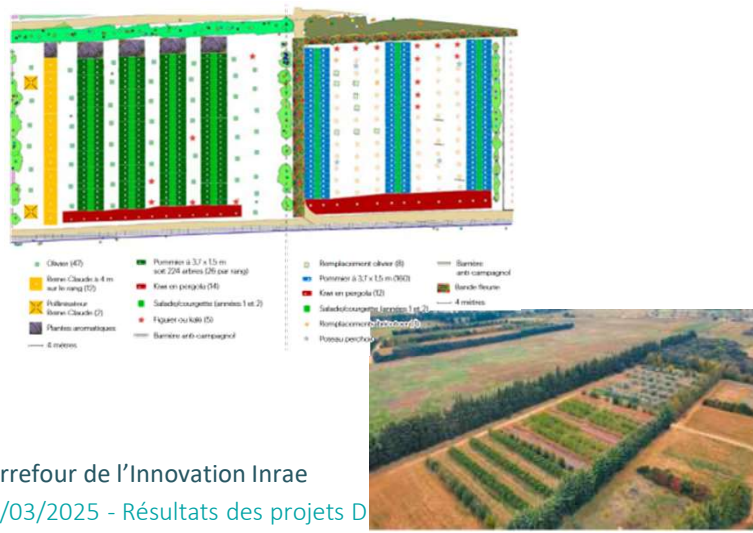 Olivier (47)
Reine Claude à 4 m
sur le rang (12)
Pollinisateur
Reine Claude (2)
Plantes aromatiques
4 mètres
Pommier à 3,7 x 1,5 m
soit 224 arbres (26 par rang)
Kiwi en pergola (14)
Salade/courgette (années 1 et 2)
Figuier ou kaki (5)
Barrière anti-campagnol
Remplacement olivier (8)
Pommier à 3,7 x 1,5 m (160)
Kiwi en pergola (12)
Salade/courgette (années 1 et 2)
Remplacement
Poteau perchoir
Barrière
anti-campagnol
Bande fleurie
4 mètres
rrefour de l'Innovation Inrae
/03/2025 - Résultats des projets D